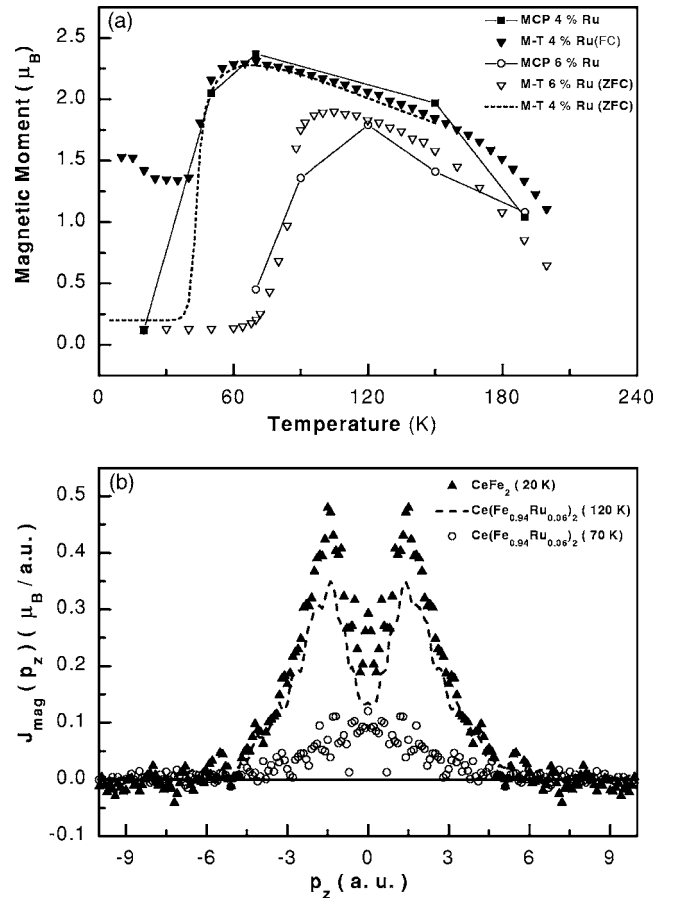 (a)
MCP 4 % Ru
M-T 4 % Ru(FC)
MCP 6 % Ru
M-T 6 % Ru (ZFC)
M-T 4 % Ru (ZFC)
Magnetic Moment (μB)
2.5
2.0
1.5
1.0
0.5
0.0
0 60 120 180 240
Temperature (K)
(b)
CeFe2 ( 20 K)
Ce(Fe0.94Ru0.06)2 ( 120 K)
Ce(Fe0.94Ru0.06)2 ( 70 K)
Jmag ( pz ) ( μB / a.u. )
0.5
0.4
0.3
0.2
0.1
0.0
-0.1
-9 -6 -3 0 3 6 9
pz ( a. u. )